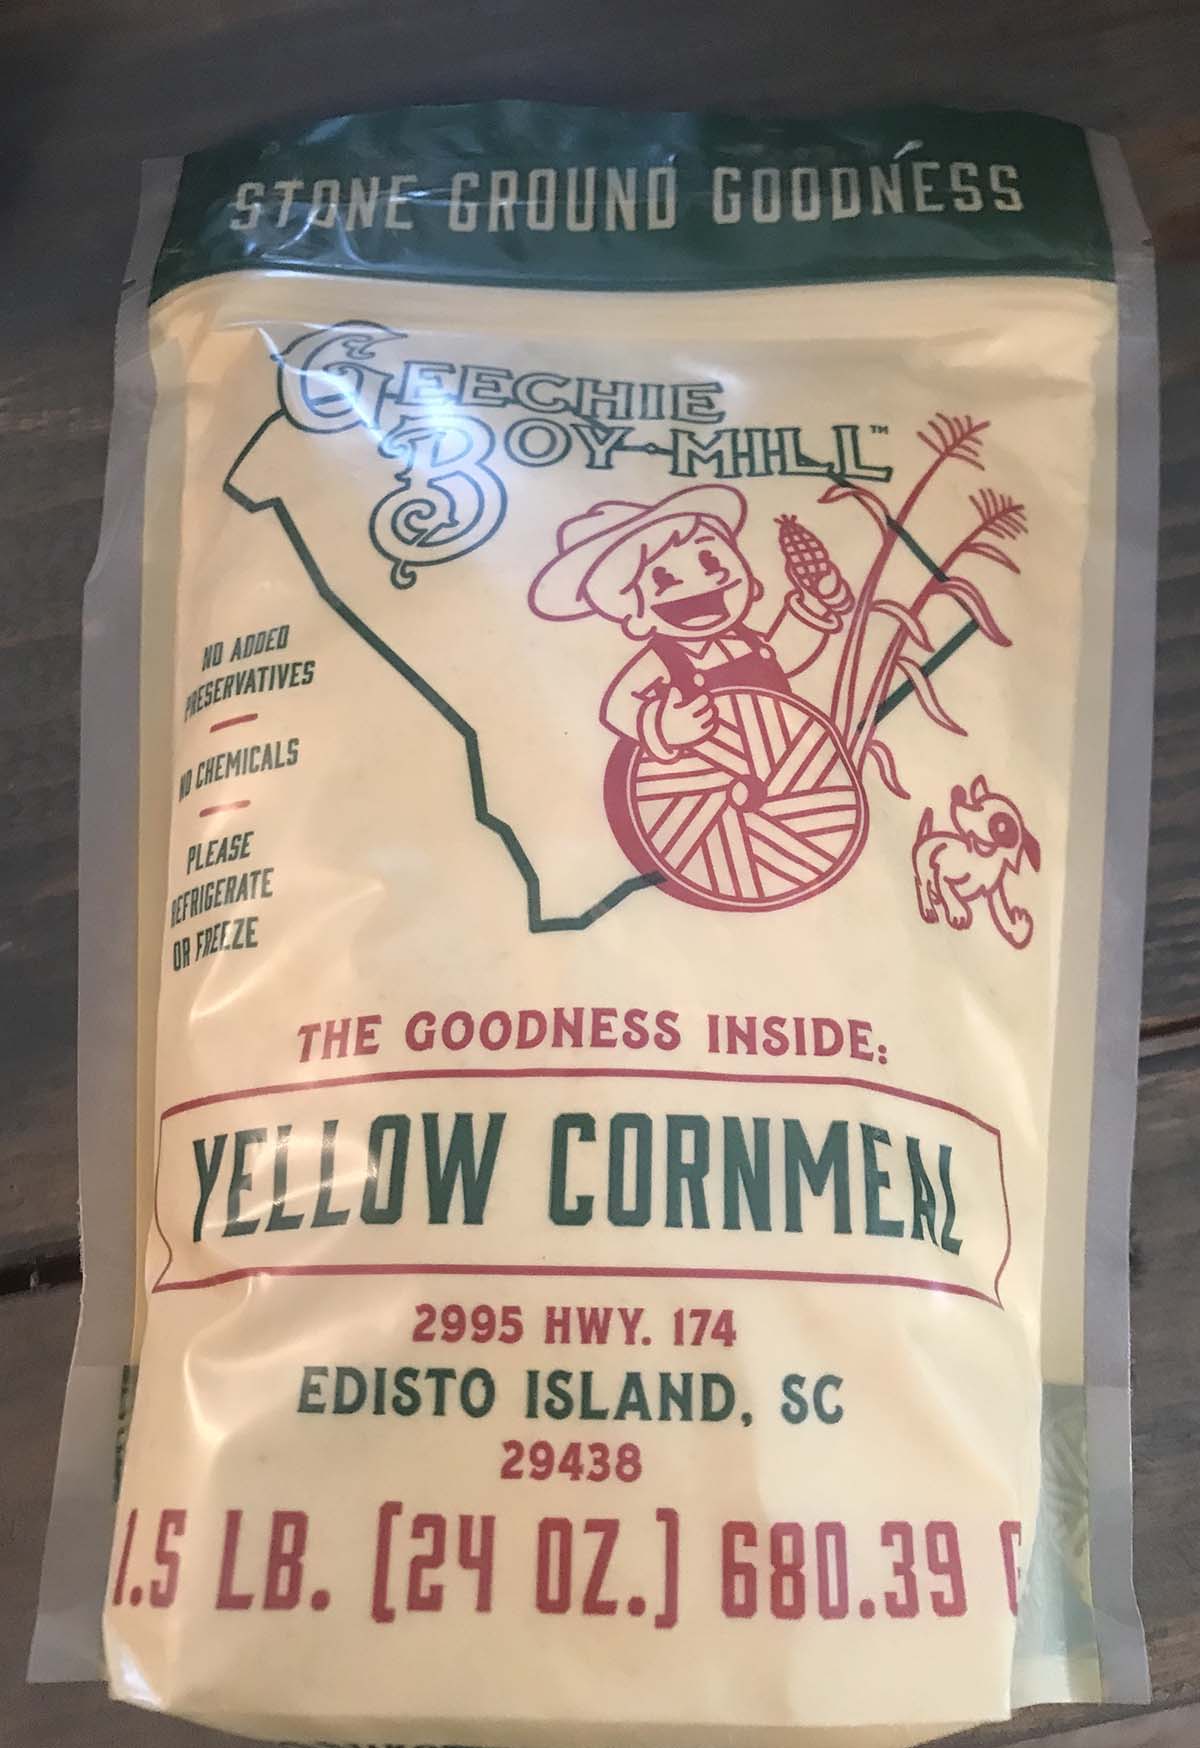 STONE GROUND GOODNESS
GEECHIE
BOY MILL™
NO ADDED
PRESERVATIVES
NO CHEMICALS
PLEASE
REFRIGERATE
OR FREEZE
THE GOODNESS INSIDE:
YELLOW CORNMEAL
2995 HWY. 174
EDISTO ISLAND, SC
29438
1.5 LB. [24 OZ.] 680.39 G